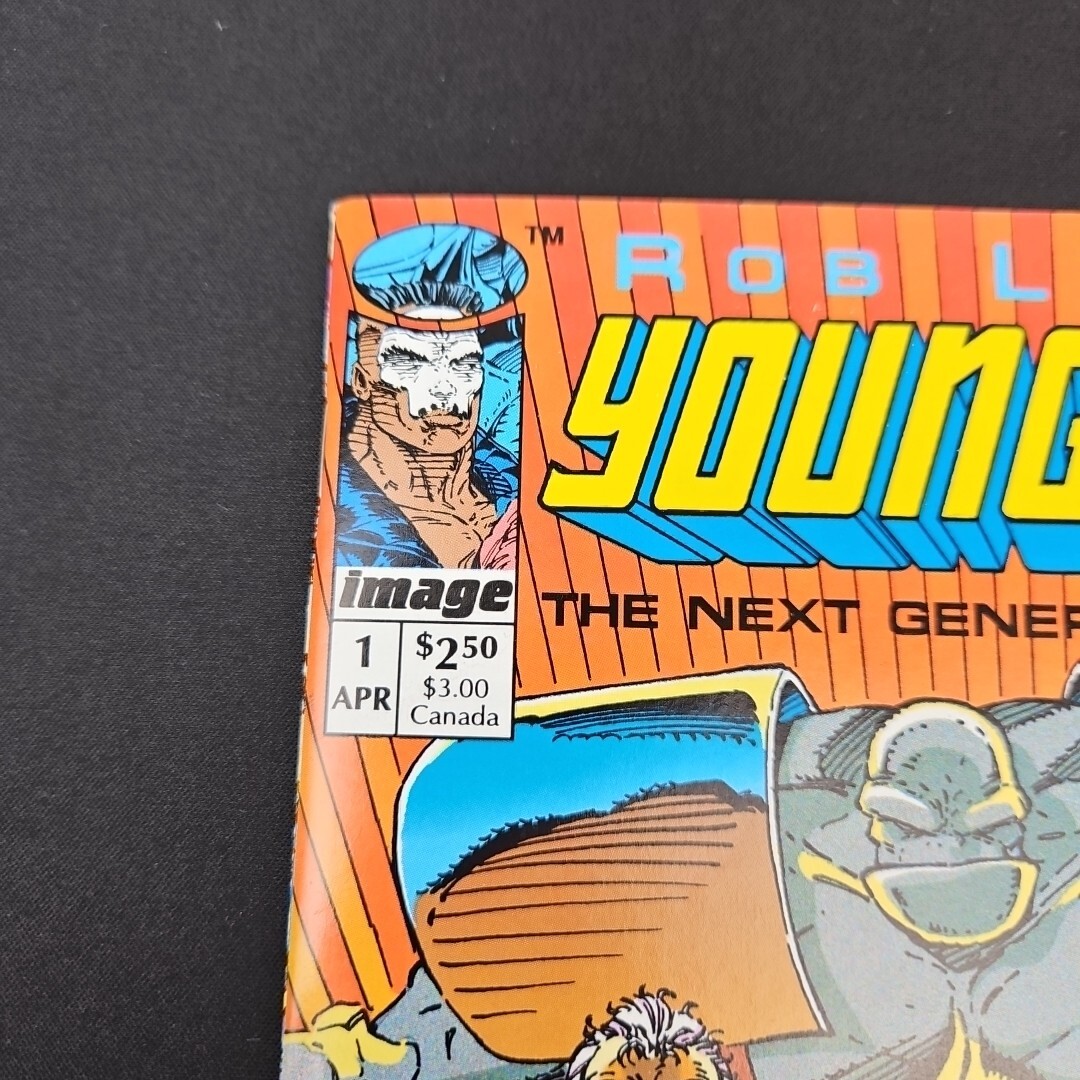 TM
ROB L
YOUNG
THE NEXT GENER
image
1
APR
$2.50
$3.00
Canada